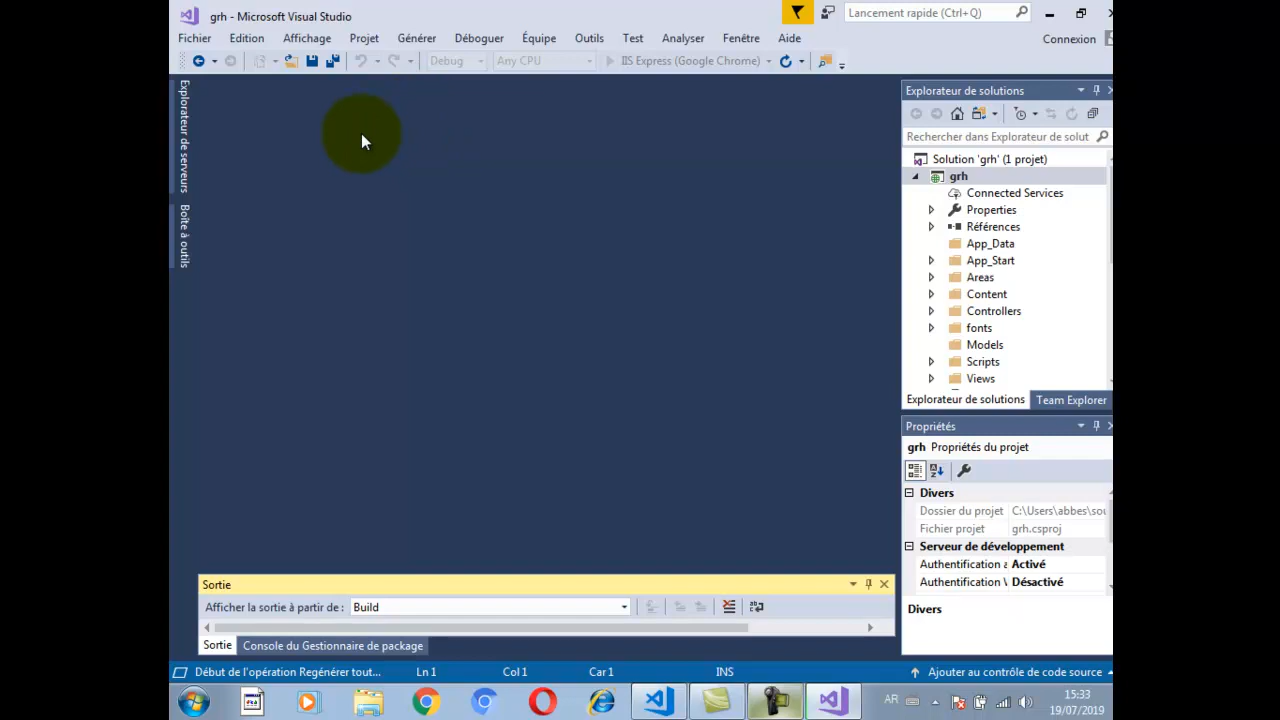 grh - Microsoft Visual Studio
Lancement rapide (Ctrl+Q)
Fichier Edition Affichage Projet Générer Déboguer Équipe Outils Test Analyser Fenêtre Aide Connexion
Debug Any CPU IIS Express (Google Chrome)
Explorateur de serveurs
Boîte à outils
Explorateur de solutions
Rechercher dans Explorateur de solut
Solution 'grh' (1 projet)
grh
Connected Services
Properties
Références
App_Data
App_Start
Areas
Content
Controllers
fonts
Models
Scripts
Views
Explorateur de solutions Team Explorer
Propriétés
grh Propriétés du projet
Divers
Dossier du projet C:\Users\abbes\sou
Fichier projet grh.csproj
Serveur de développement
Authentification a Activé
Authentification \ Désactivé
Divers
Sortie
Afficher la sortie à partir de : Build
Sortie Console du Gestionnaire de package
Début de l'opération Regénérer tout... Ln 1 Col 1 Car 1 INS Ajouter au contrôle de code source
AR
15:33
19/07/2019